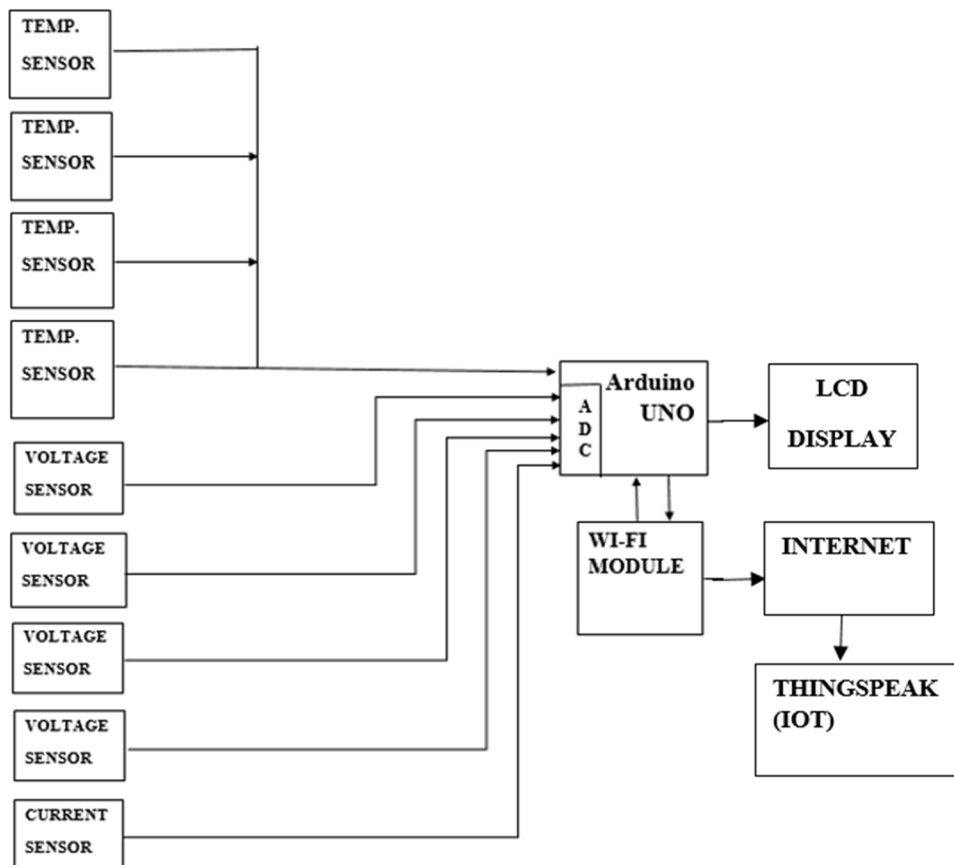 TEMP.
SENSOR
TEMP.
SENSOR
TEMP.
SENSOR
TEMP.
SENSOR
VOLTAGE
SENSOR
VOLTAGE
SENSOR
VOLTAGE
SENSOR
VOLTAGE
SENSOR
CURRENT
SENSOR
Arduino
UNO
A
D
C
LCD
DISPLAY
WI-FI
MODULE
INTERNET
THINGSPEAK
(IOT)